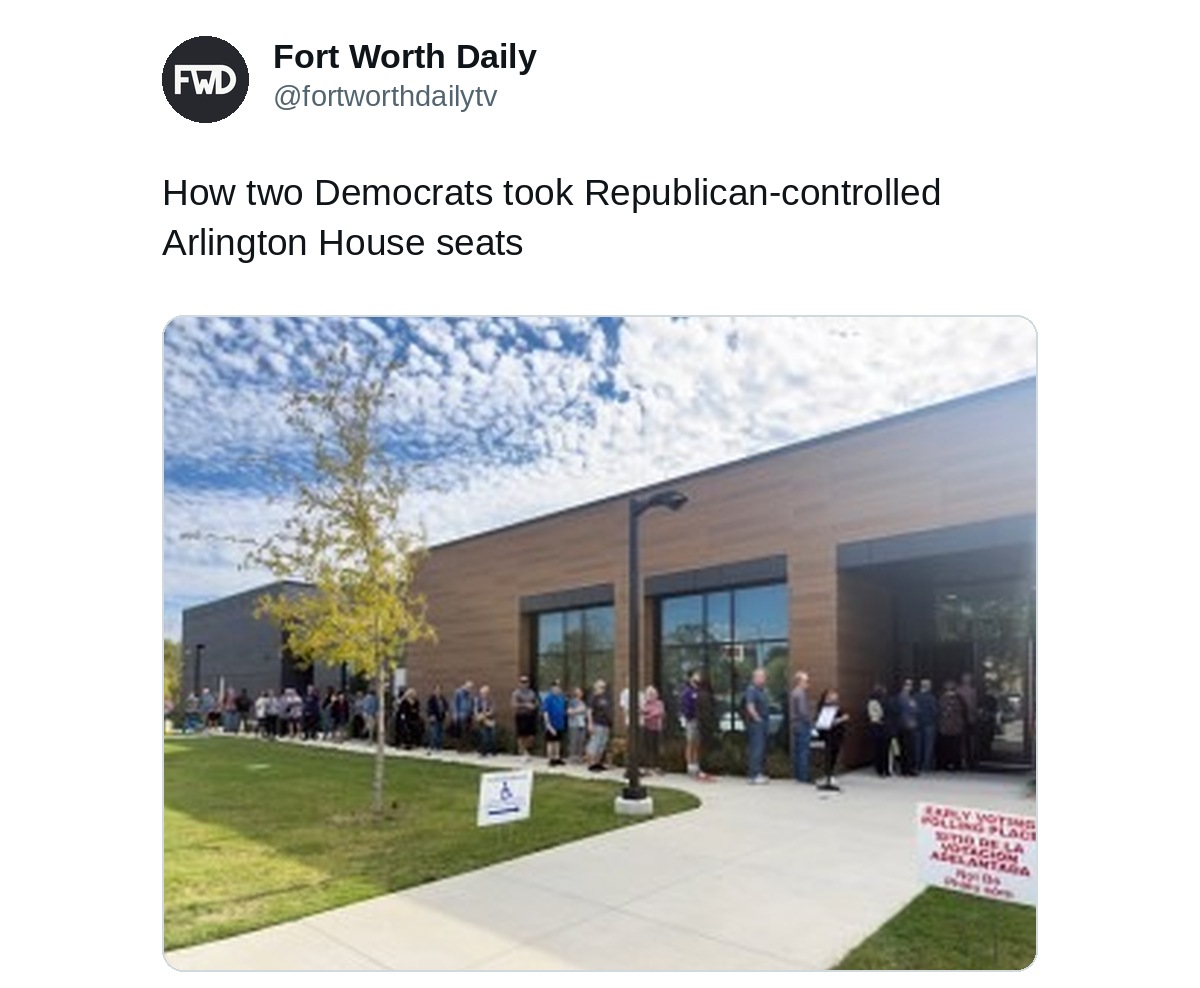 FWD
Fort Worth Daily
@fortworthdailytv
How two Democrats took Republican-controlled
Arlington House seats
EARLY VOTING
POLLING PLACE
SITIO DE LA
VOTACION
ADELANTADA